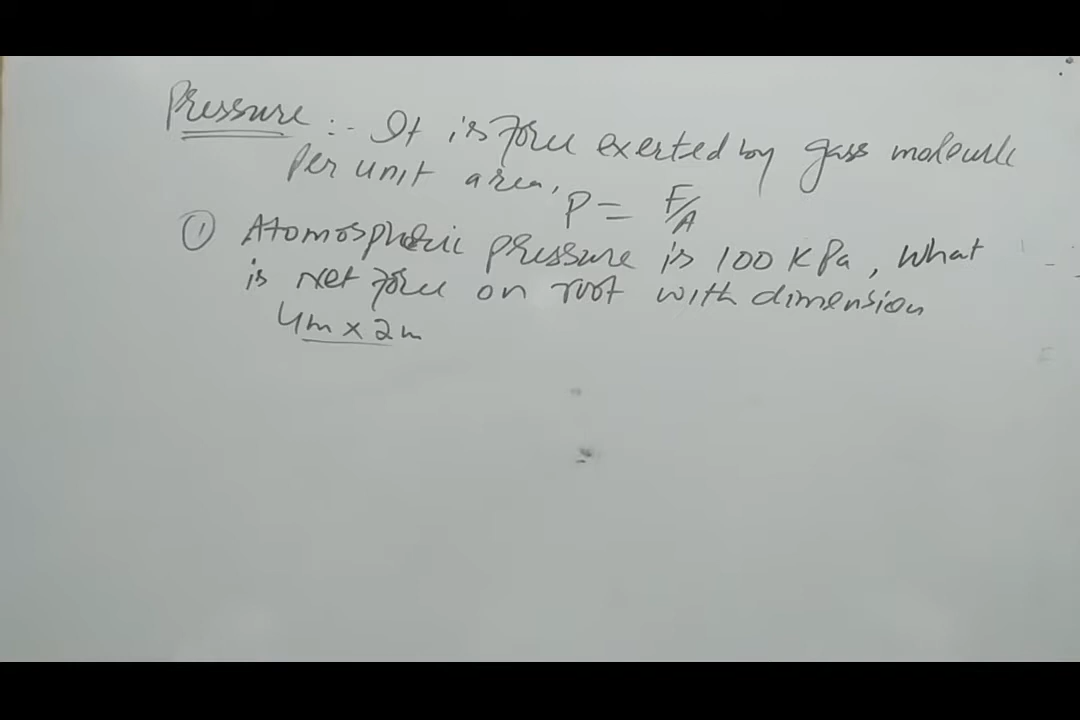 Pressure :- It is force exerted by gass molecule
Per unit area, P = F/A
① Atomospheric pressure is 100 KPa, What
is net force on roof with dimension
4m x 2m